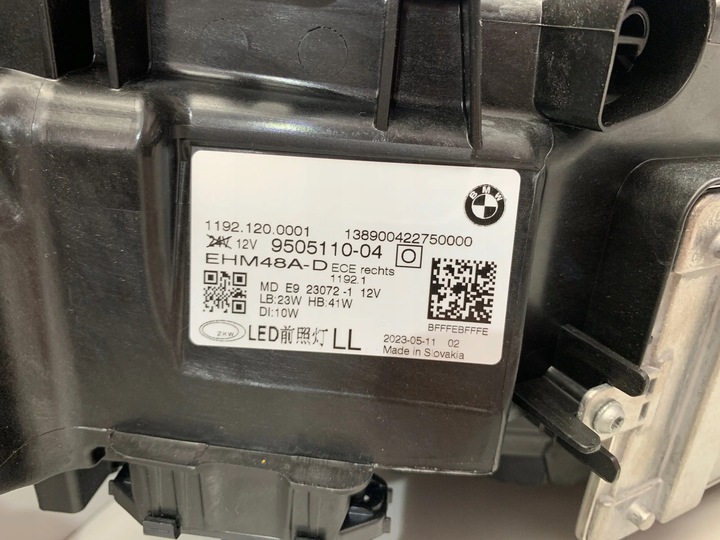 BMW
1192.120.0001 138900422750000
24V 12V 9505110-04
EHM48A-D ECE rechts
1192.1
MD E9 23072-1 12V
LB:23W HB:41W
DI:10W
BFFFEBFFFE
ZKW LED前照灯 LL
2023-05-11 02
Made in Slovakia